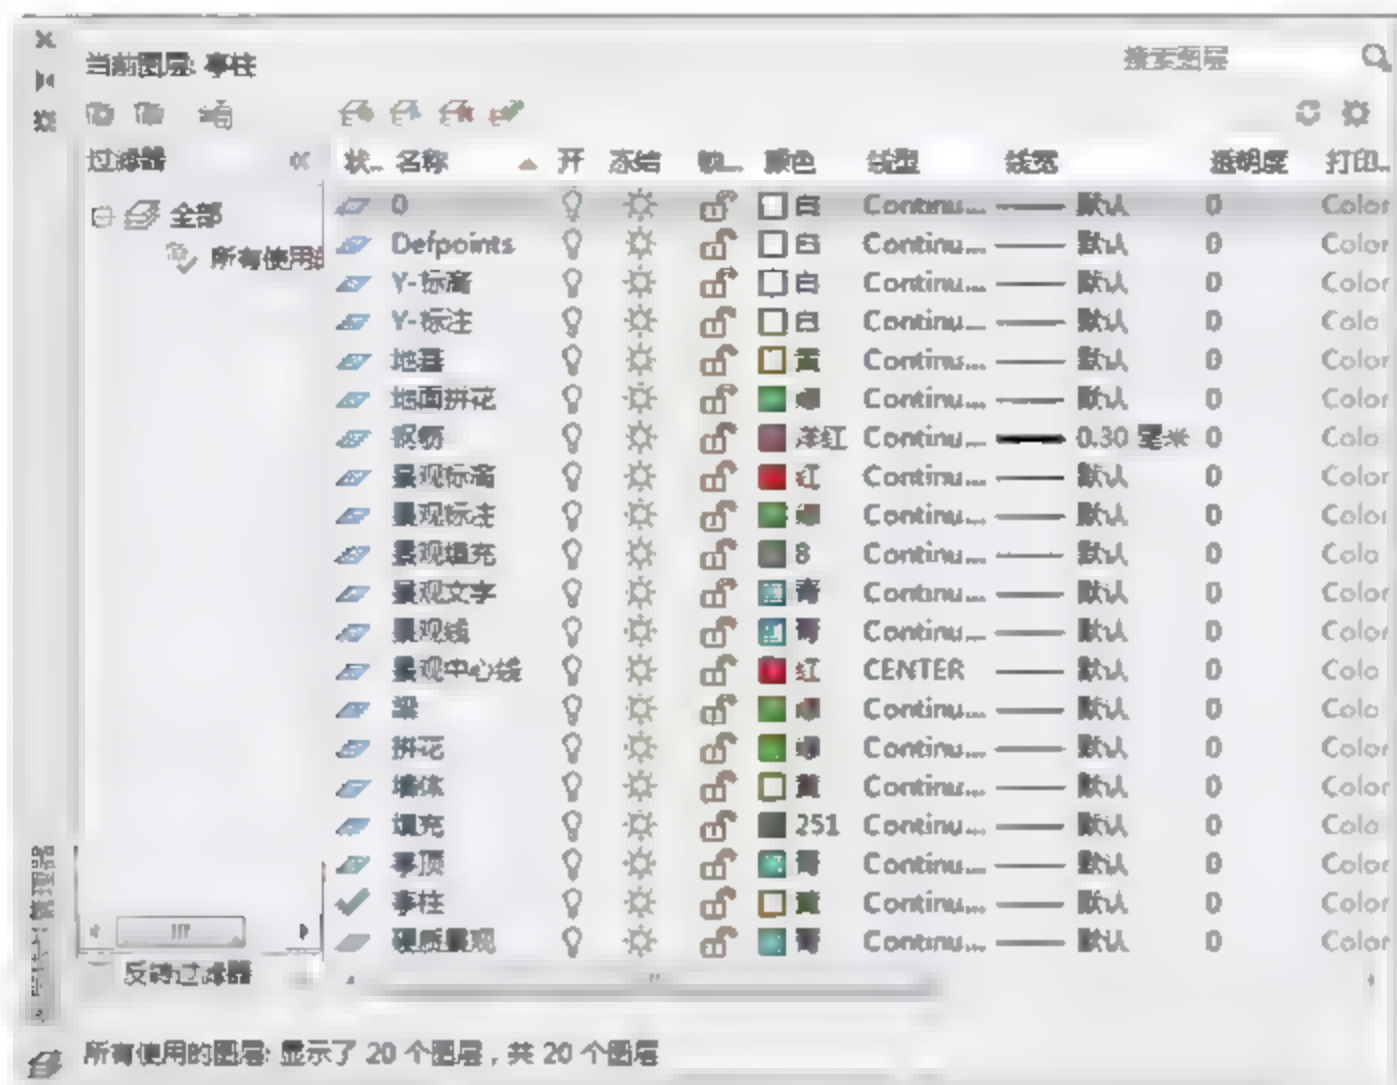 当前图层: 亭柱
搜索图层
过滤器
全部
所有使用的
反转过滤器
状.. 名称 开 冻结 锁... 颜色 线型 线宽 透明度 打印...
0 白 Continu... 默认 0 Color
Defpoints 白 Continu... 默认 0 Color
Y-标高 白 Continu... 默认 0 Color
Y-标注 白 Continu... 默认 0 Colo
地基 黄 Continu... 默认 0 Color
地面拼花 绿 Continu... 默认 0 Color
钢筋 洋红 Continu... 0.30 毫米 0 Colo
景观标高 红 Continu... 默认 0 Color
景观标注 绿 Continu... 默认 0 Color
景观填充 8 Continu... 默认 0 Colo
景观文字 青 Continu... 默认 0 Color
景观线 青 Continu... 默认 0 Color
景观中心线 红 CENTER 默认 0 Colo
梁 绿 Continu... 默认 0 Colo
拼花 绿 Continu... 默认 0 Color
墙体 黄 Continu... 默认 0 Color
填充 251 Continu... 默认 0 Colo
亭顶 青 Continu... 默认 0 Color
亭柱 黄 Continu... 默认 0 Color
硬质景观 青 Continu... 默认 0 Color
所有使用的图层: 显示了 20 个图层，共 20 个图层